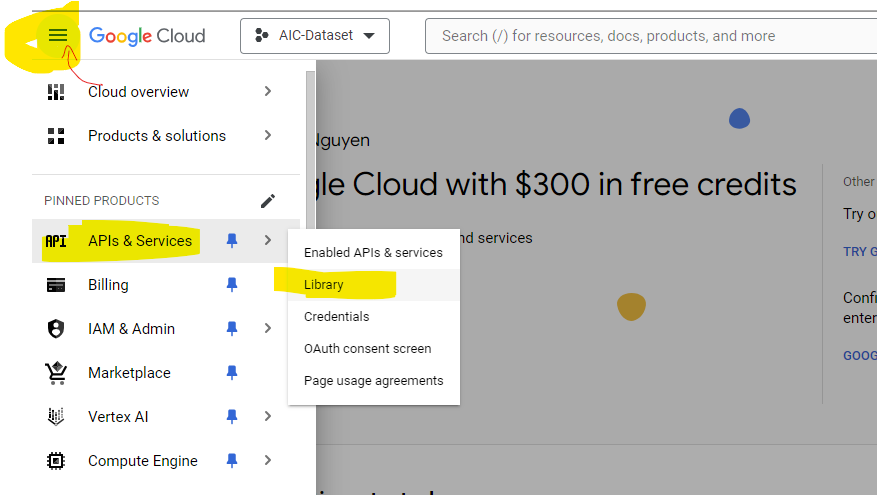 Google Cloud
AIC-Dataset
Search (/) for resources, docs, products, and more
Cloud overview
Products & solutions
PINNED PRODUCTS
API APIs & Services
Billing
IAM & Admin
Marketplace
Vertex AI
Compute Engine
Enabled APIs & services
Library
Credentials
OAuth consent screen
Page usage agreements
Nguyen
gle Cloud with $300 in free credits
nd services
Other
Try o
TRY G
Confi
enter
GOOG